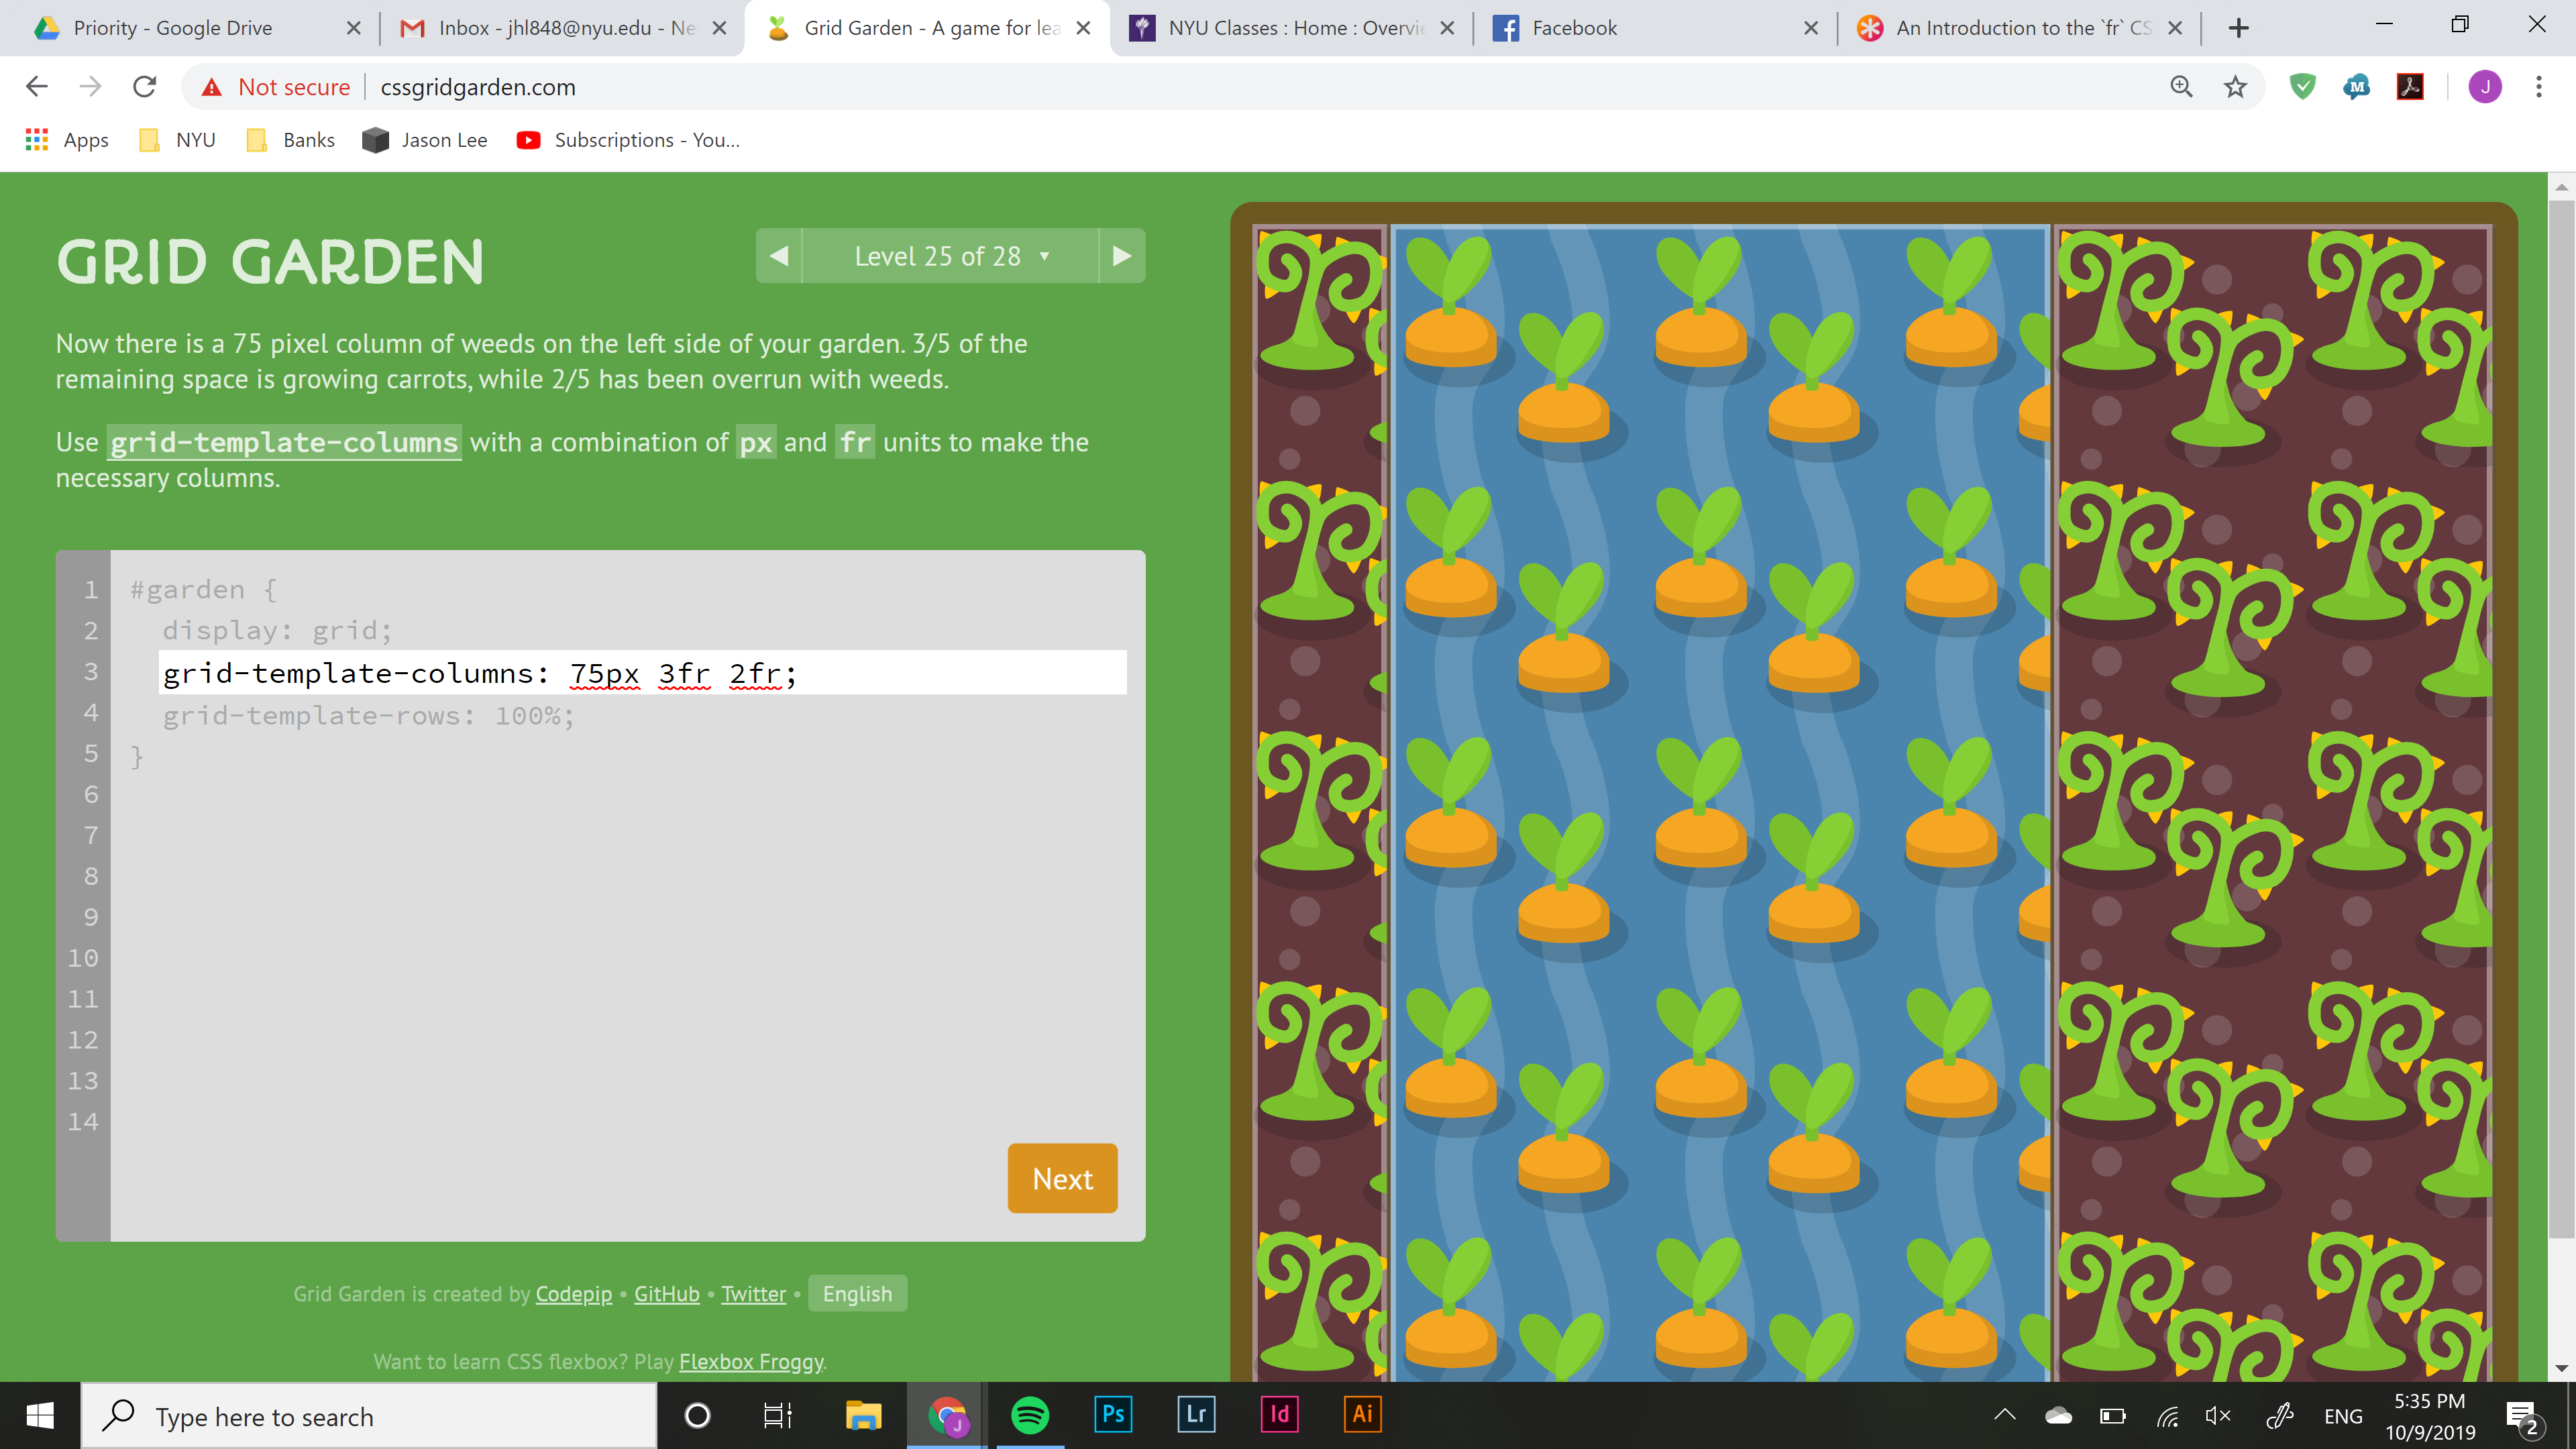 Priority - Google Drive
Inbox - jhl848@nyu.edu - Ne
Grid Garden - A game for lea
NYU Classes : Home : Overvie
Facebook
An Introduction to the `fr` CS
Not secure
cssgridgarden.com
M
J
Apps
NYU
Banks
Jason Lee
Subscriptions - You...
GRID GARDEN
◀ Level 25 of 28 ▼ ▶
Now there is a 75 pixel column of weeds on the left side of your garden. 3/5 of the
remaining space is growing carrots, while 2/5 has been overrun with weeds.
Use grid-template-columns with a combination of px and fr units to make the
necessary columns.
1 #garden {
2 display: grid;
3 grid-template-columns: 75px 3fr 2fr;
4 grid-template-rows: 100%;
5 }
6
7
8
9
10
11
12
13
14
Next
Grid Garden is created by Codepip • GitHub • Twitter • English
Want to learn CSS flexbox? Play Flexbox Froggy.
Type here to search
J
Ps
Lr
Id
Ai
ENG
5:35 PM
10/9/2019
2